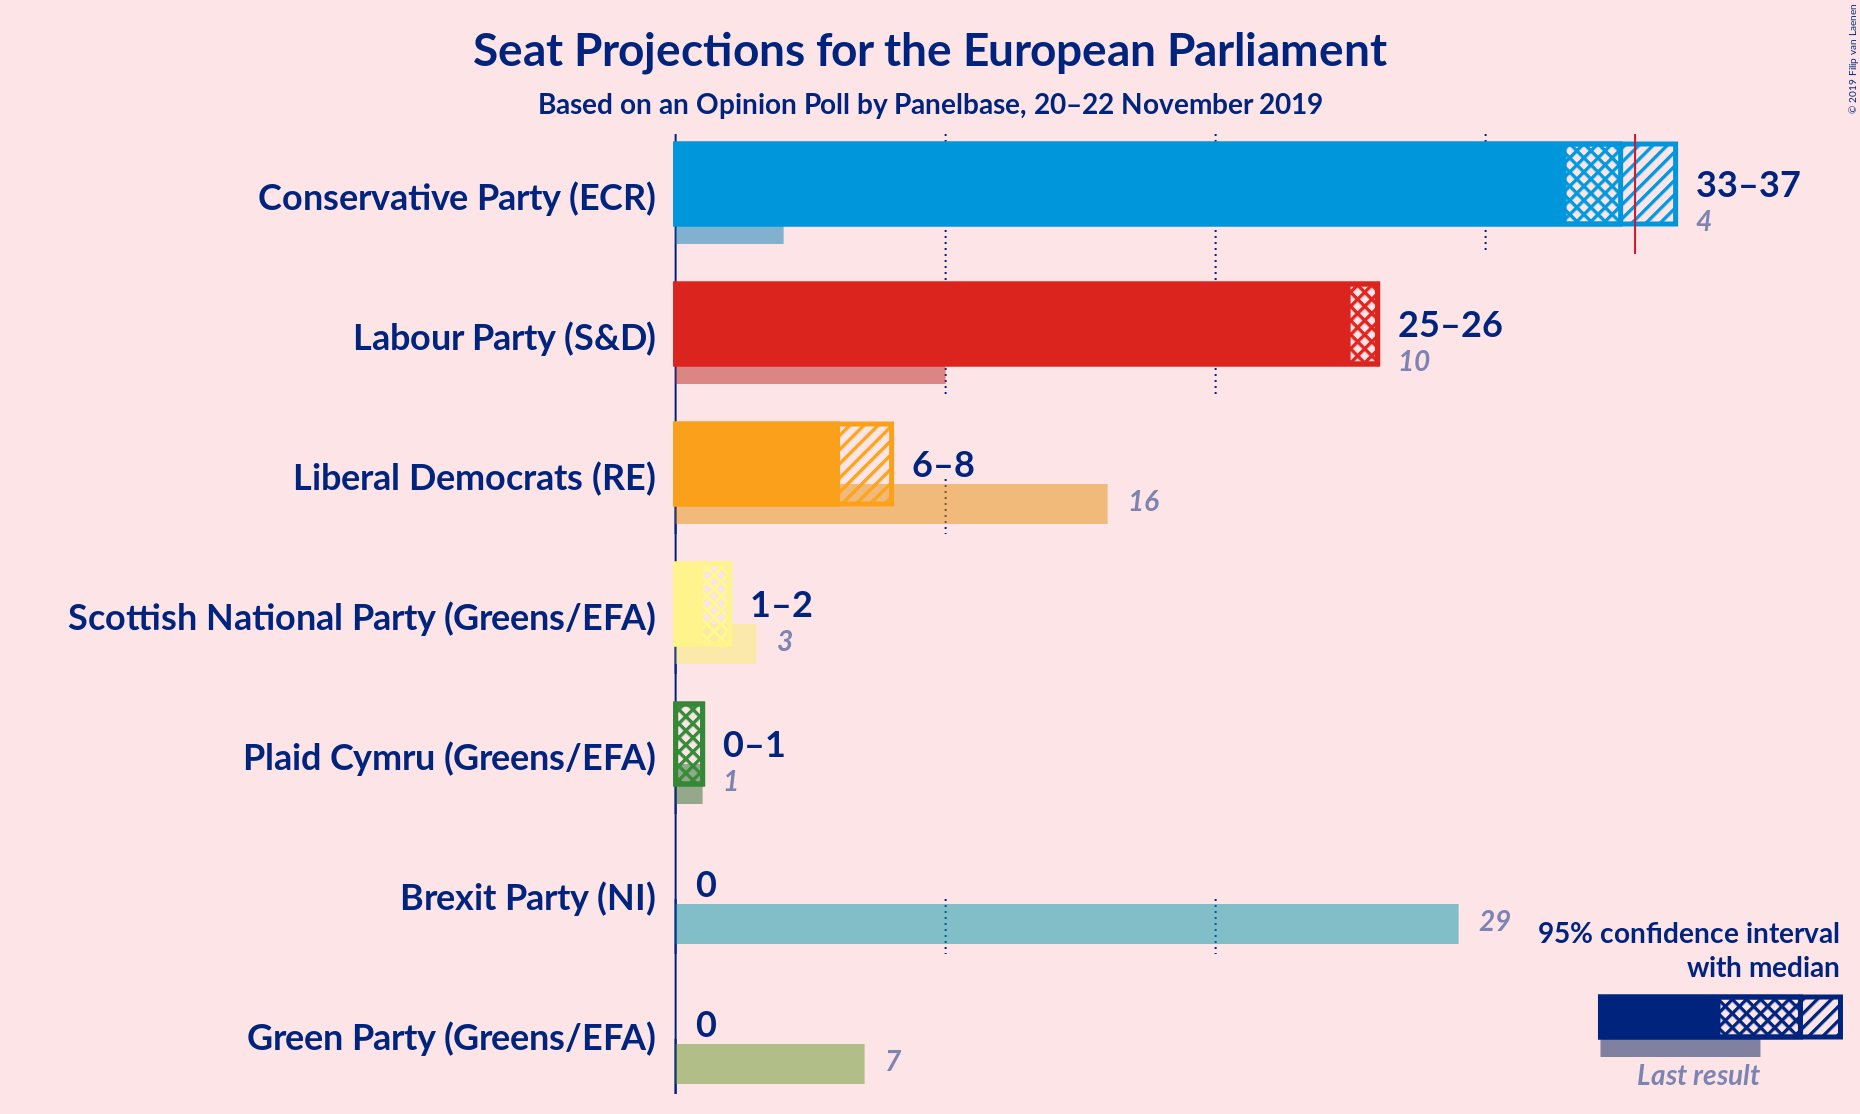 Seat Projections for the European Parliament
Based on an Opinion Poll by Panelbase, 20–22 November 2019
© 2019 Filip van Laenen
Conservative Party (ECR)
33–37
4
Labour Party (S&D)
25–26
10
Liberal Democrats (RE)
6–8
16
Scottish National Party (Greens/EFA)
1–2
3
Plaid Cymru (Greens/EFA)
0–1
1
Brexit Party (NI)
0
29
Green Party (Greens/EFA)
0
7
95% confidence interval
with median
Last result